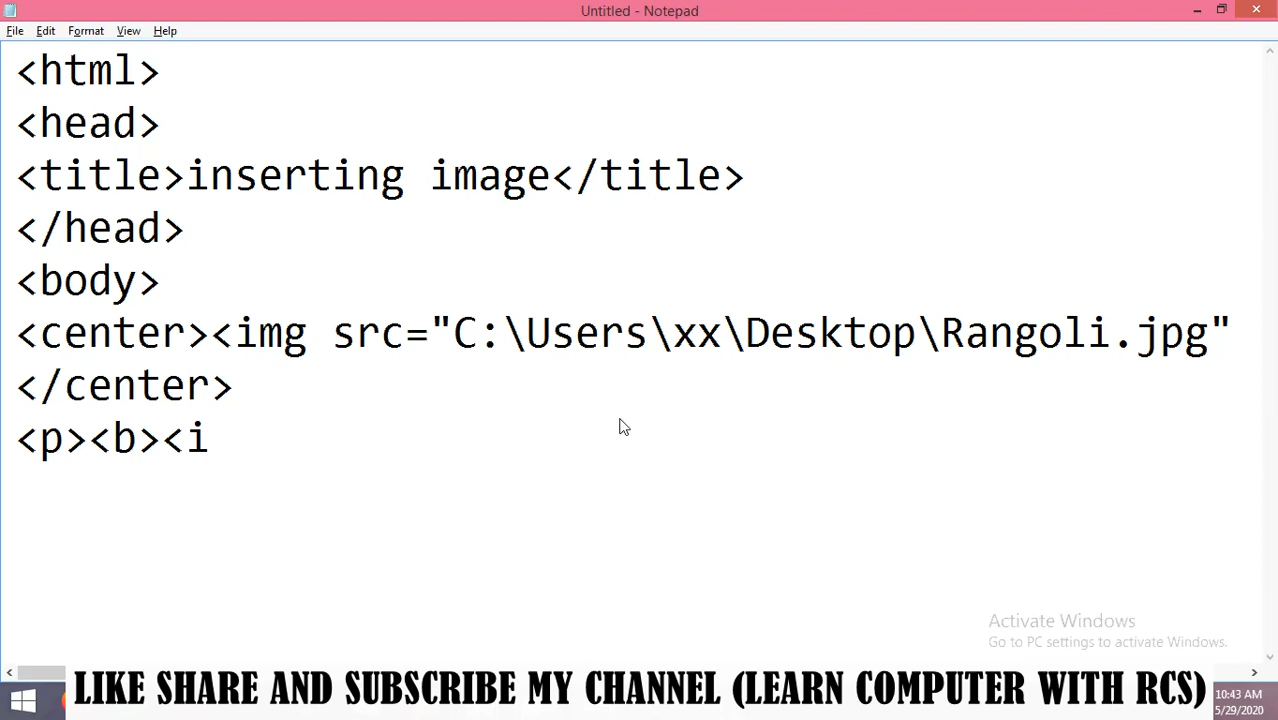 Untitled - Notepad
File Edit Format View Help
<html>
<head>
<title>inserting image</title>
</head>
<body>
<center><img src="C:\Users\xx\Desktop\Rangoli.jpg"
</center>
<p><b><i
Activate Windows
Go to PC settings to activate Windows.
LIKE SHARE AND SUBSCRIBE MY CHANNEL (LEARN COMPUTER WITH RCS)
10:43 AM
5/29/2020